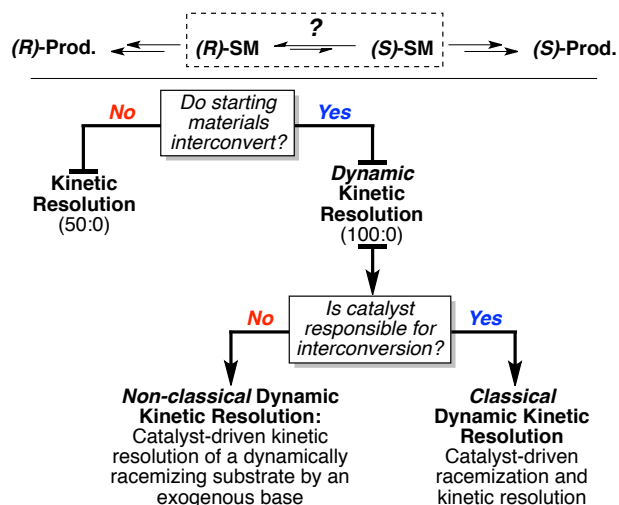 ?
(R)-Prod. (R)-SM (S)-SM (S)-Prod.
Do starting
materials
interconvert?
No
Yes
Kinetic
Resolution
(50:0)
Dynamic
Kinetic
Resolution
(100:0)
Is catalyst
responsible for
interconversion?
No
Yes
Non-classical Dynamic
Kinetic Resolution:
Catalyst-driven kinetic
resolution of a dynamically
racemizing substrate by an
exogenous base
Classical
Dynamic Kinetic
Resolution
Catalyst-driven
racemization and
kinetic resolution